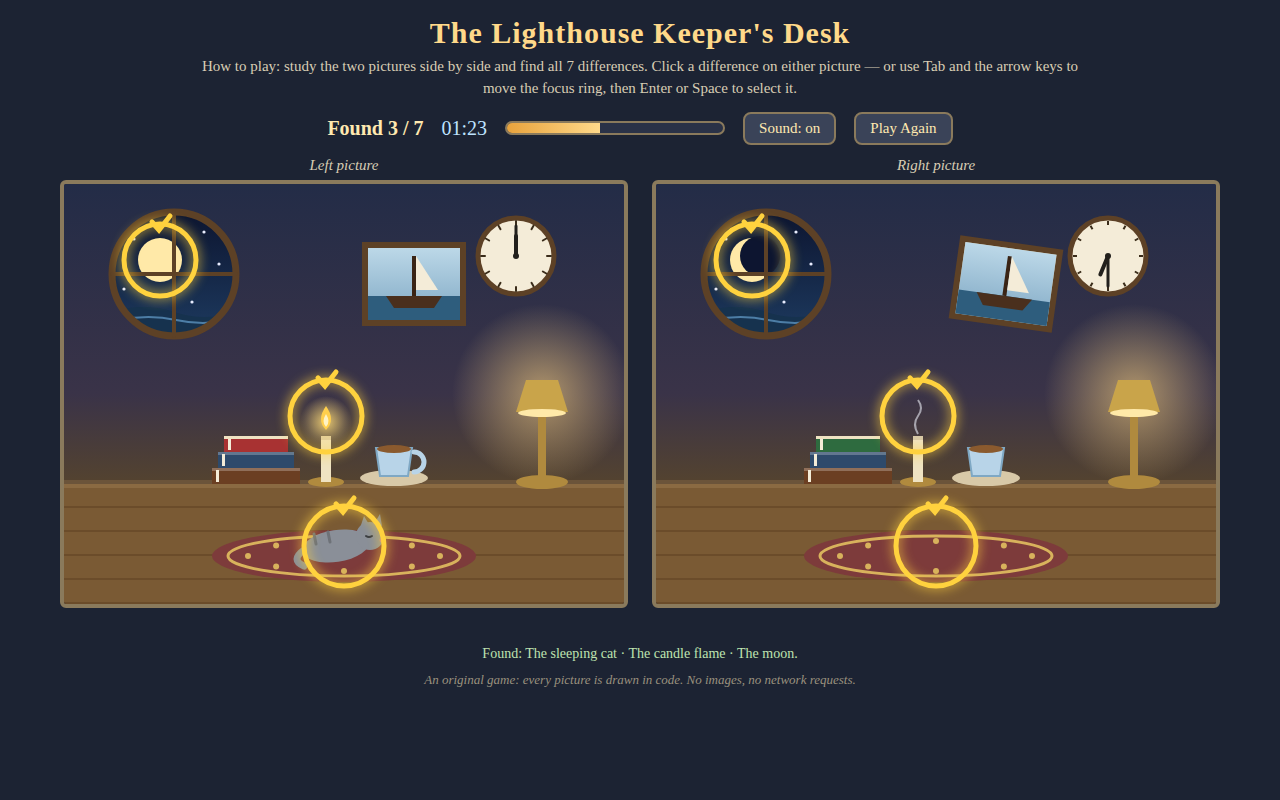 The Lighthouse Keeper's Desk
How to play: study the two pictures side by side and find all 7 differences. Click a difference on either picture — or use Tab and the arrow keys to
move the focus ring, then Enter or Space to select it.
Found 3 / 7
01:23
Sound: on
Play Again
Left picture
Right picture
Found: The sleeping cat · The candle flame · The moon.
An original game: every picture is drawn in code. No images, no network requests.